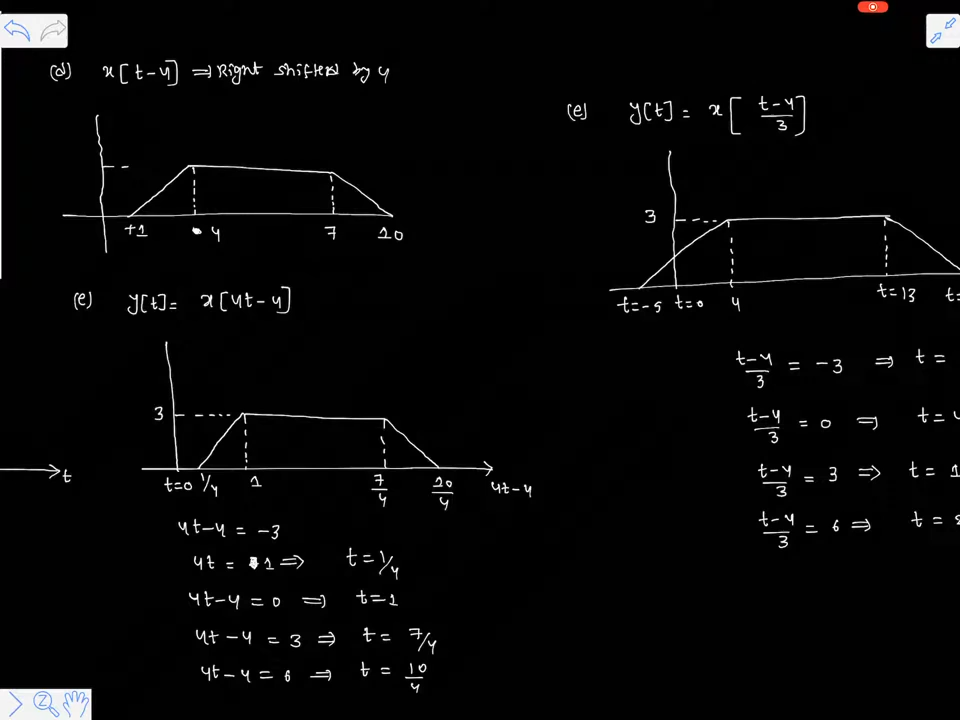 (d) x[t-4] ⇒ Right shifted by 4
+1 4 7 10
(e) y[t] = x[4t-4]
3
t=0 1/4 1 7/4 10/4 4t-4
t
4t-4 = -3
4t = 1 ⇒ t = 1/4
4t-4 = 0 ⇒ t=1
4t-4 = 3 ⇒ t = 7/4
4t-4 = 6 ⇒ t = 10/4
(e) y[t] = x[(t-4)/3]
3
t=-5 t=0 4 t=13 t=
(t-4)/3 = -3 ⇒ t =
(t-4)/3 = 0 ⇒ t = 4
(t-4)/3 = 3 ⇒ t = 1
(t-4)/3 = 6 ⇒ t =